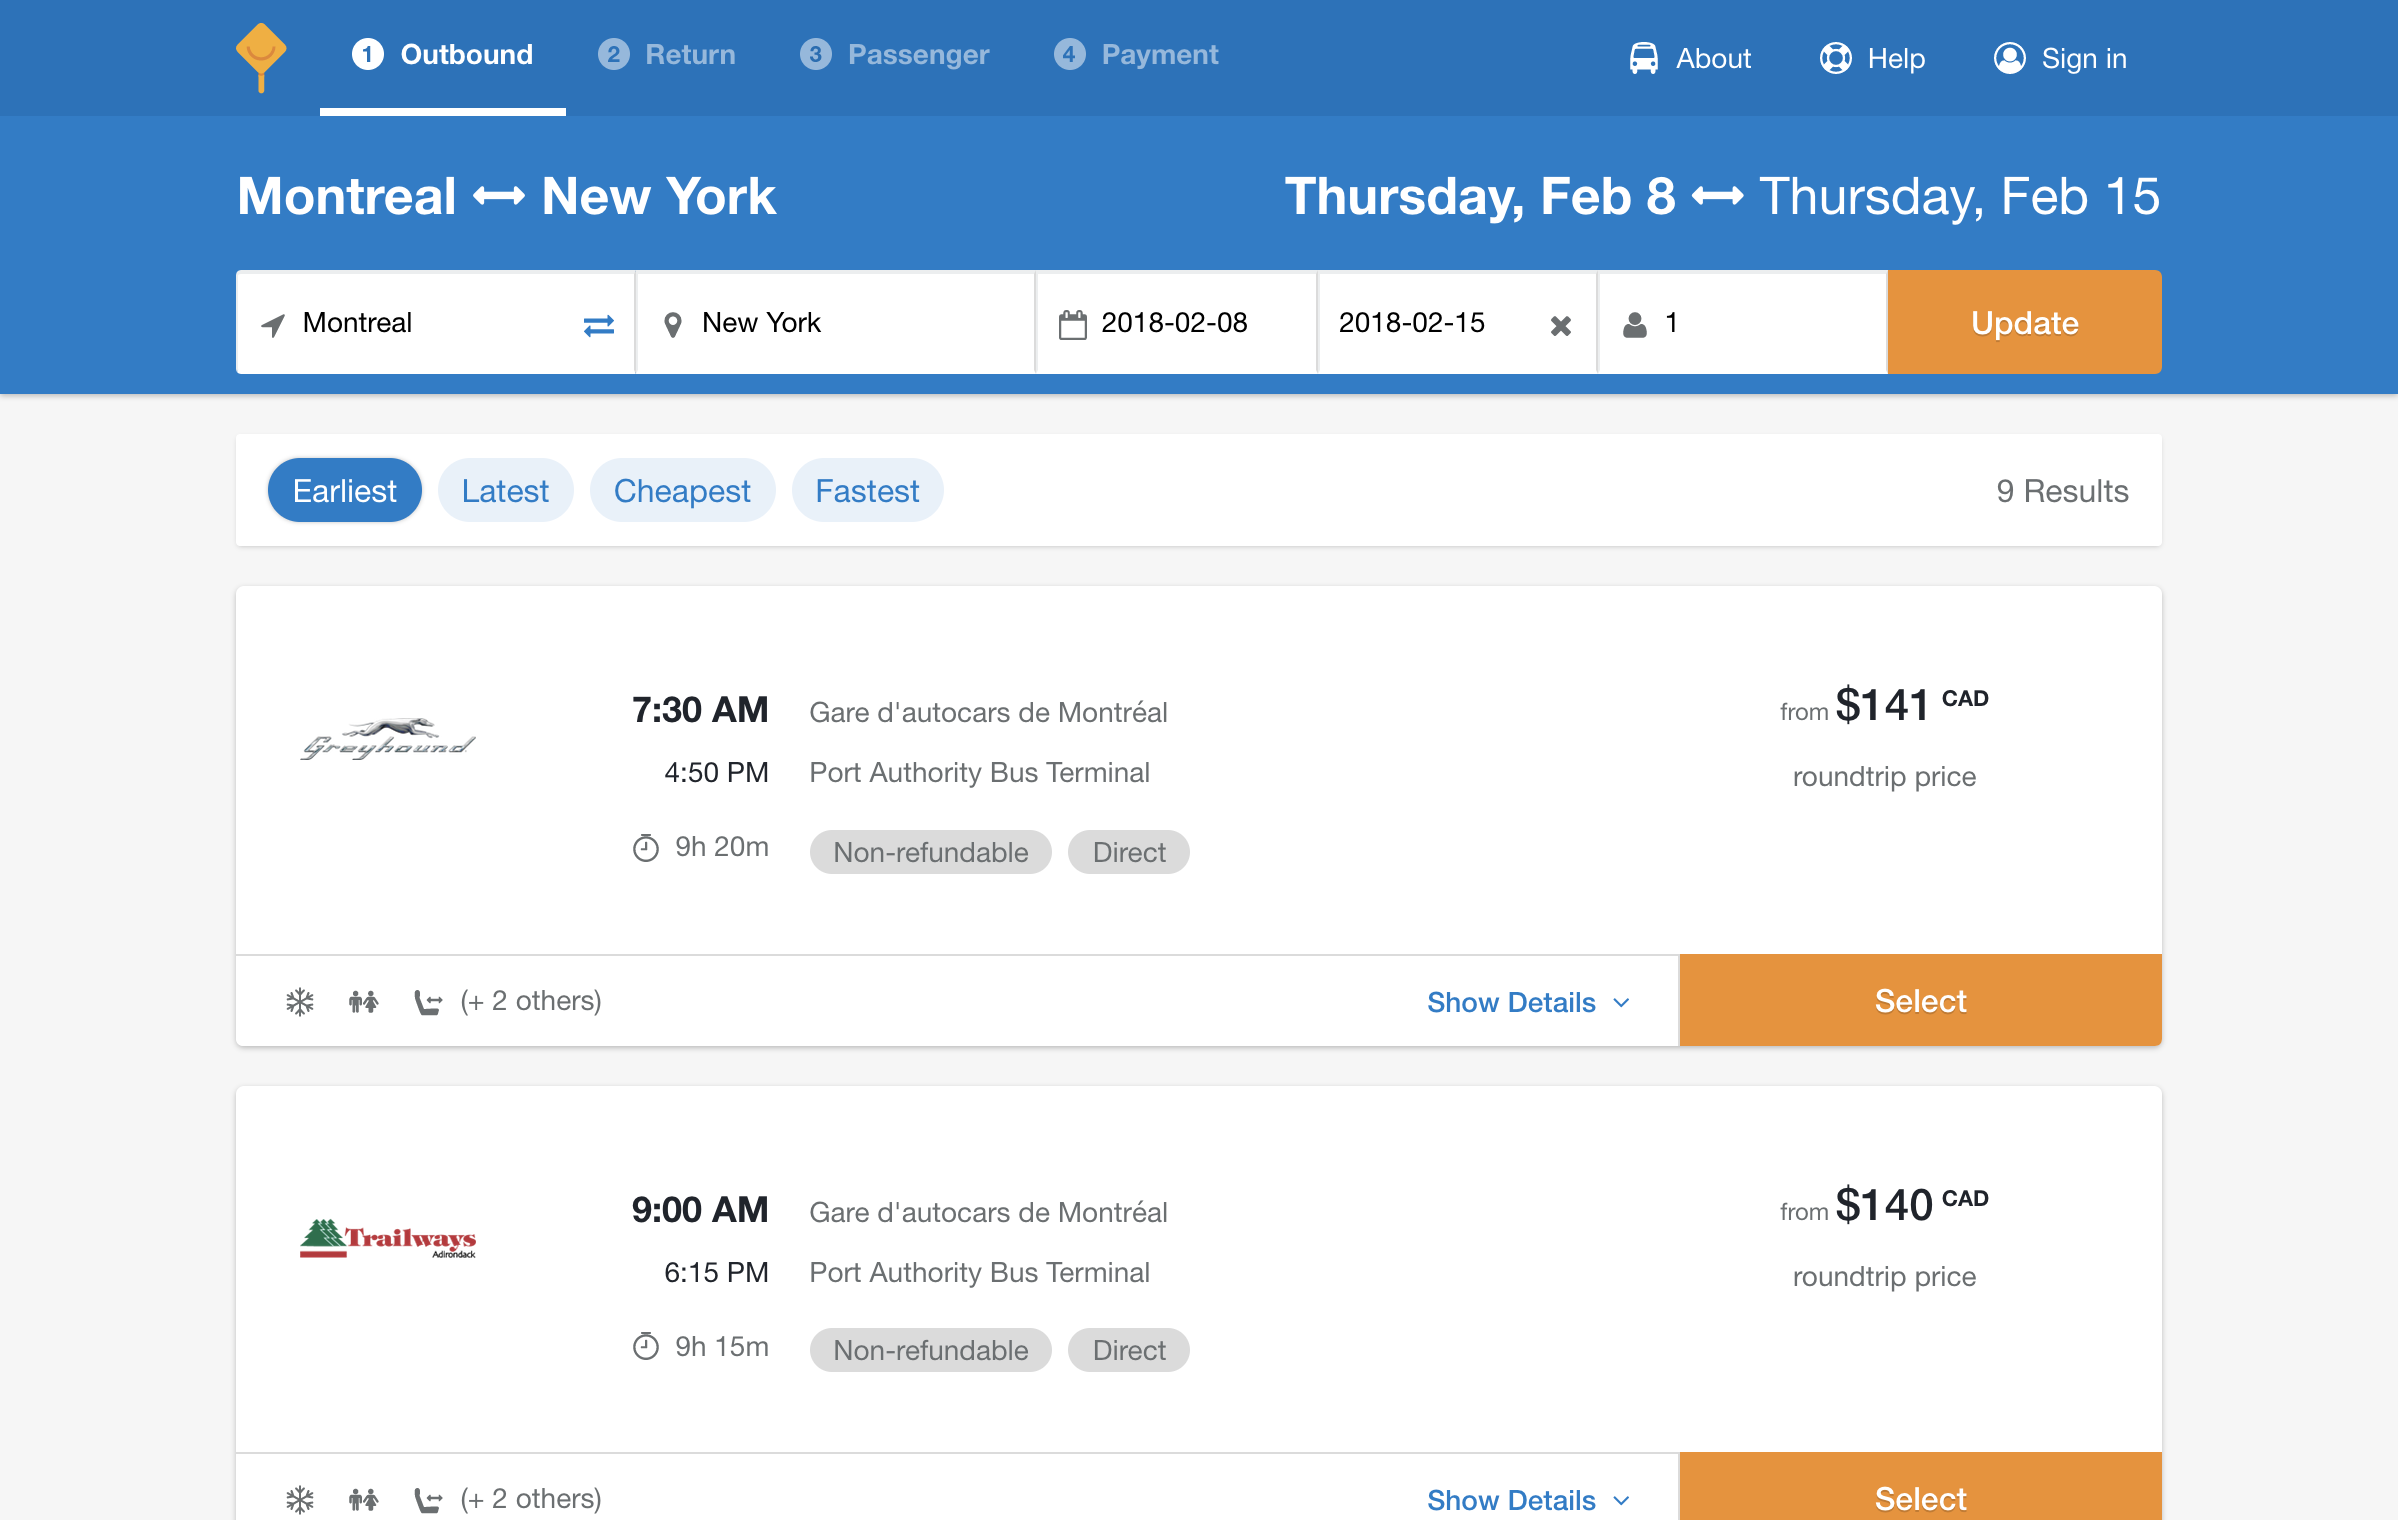 1 Outbound 2 Return 3 Passenger 4 Payment About Help Sign in
Montreal ↔ New York Thursday, Feb 8 ↔ Thursday, Feb 15
Montreal New York 2018-02-08 2018-02-15 1 Update
Earliest Latest Cheapest Fastest 9 Results
Greyhound
7:30 AM Gare d'autocars de Montréal
4:50 PM Port Authority Bus Terminal
9h 20m Non-refundable Direct
from $141 CAD
roundtrip price
(+ 2 others) Show Details Select
Trailways
Adirondack
9:00 AM Gare d'autocars de Montréal
6:15 PM Port Authority Bus Terminal
9h 15m Non-refundable Direct
from $140 CAD
roundtrip price
(+ 2 others) Show Details Select